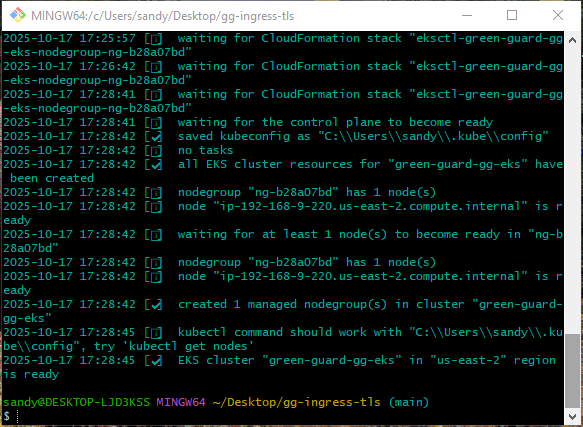 MINGW64:/c/Users/sandy/Desktop/gg-ingress-tls
2025-10-17 17:25:57 [ℹ]  waiting for CloudFormation stack "eksctl-green-guard-gg
-eks-nodegroup-ng-b28a07bd"
2025-10-17 17:26:42 [ℹ]  waiting for CloudFormation stack "eksctl-green-guard-gg
-eks-nodegroup-ng-b28a07bd"
2025-10-17 17:28:41 [ℹ]  waiting for CloudFormation stack "eksctl-green-guard-gg
-eks-nodegroup-ng-b28a07bd"
2025-10-17 17:28:41 [ℹ]  waiting for the control plane to become ready
2025-10-17 17:28:42 [✔]  saved kubeconfig as "C:\\Users\\sandy\\.kube\\config"
2025-10-17 17:28:42 [ℹ]  no tasks
2025-10-17 17:28:42 [✔]  all EKS cluster resources for "green-guard-gg-eks" have
 been created
2025-10-17 17:28:42 [ℹ]  nodegroup "ng-b28a07bd" has 1 node(s)
2025-10-17 17:28:42 [ℹ]  node "ip-192-168-9-220.us-east-2.compute.internal" is r
eady
2025-10-17 17:28:42 [ℹ]  waiting for at least 1 node(s) to become ready in "ng-b
28a07bd"
2025-10-17 17:28:42 [ℹ]  nodegroup "ng-b28a07bd" has 1 node(s)
2025-10-17 17:28:42 [ℹ]  node "ip-192-168-9-220.us-east-2.compute.internal" is r
eady
2025-10-17 17:28:42 [✔]  created 1 managed nodegroup(s) in cluster "green-guard-
gg-eks"
2025-10-17 17:28:45 [ℹ]  kubectl command should work with "C:\\Users\\sandy\\.ku
be\\config", try 'kubectl get nodes'
2025-10-17 17:28:45 [✔]  EKS cluster "green-guard-gg-eks" in "us-east-2" region
is ready
sandy@DESKTOP-LJD3KSS MINGW64 ~/Desktop/gg-ingress-tls (main)
$